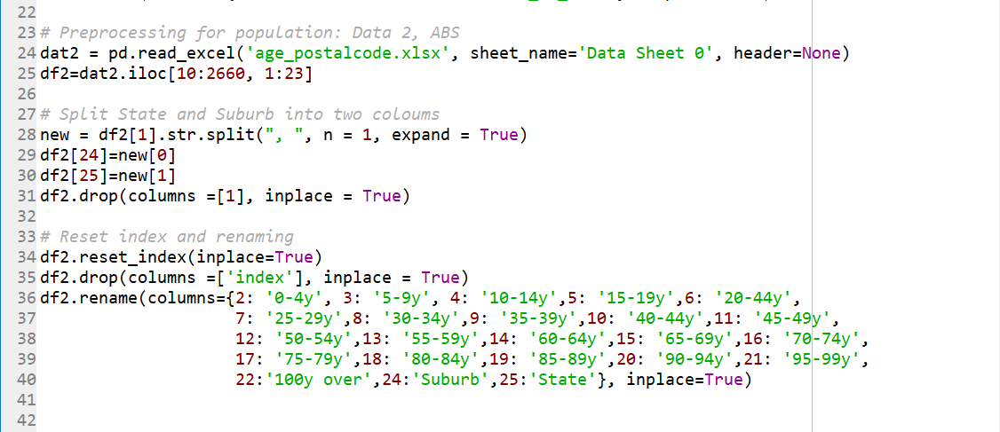 22
23 # Preprocessing for population: Data 2, ABS
24 dat2 = pd.read_excel('age_postalcode.xlsx', sheet_name='Data Sheet 0', header=None)
25 df2=dat2.iloc[10:2660, 1:23]
26
27 # Split State and Suburb into two coloums
28 new = df2[1].str.split(", ", n = 1, expand = True)
29 df2[24]=new[0]
30 df2[25]=new[1]
31 df2.drop(columns =[1], inplace = True)
32
33 # Reset index and renaming
34 df2.reset_index(inplace=True)
35 df2.drop(columns =['index'], inplace = True)
36 df2.rename(columns={2: '0-4y', 3: '5-9y', 4: '10-14y',5: '15-19y',6: '20-44y',
37 7: '25-29y',8: '30-34y',9: '35-39y',10: '40-44y',11: '45-49y',
38 12: '50-54y',13: '55-59y',14: '60-64y',15: '65-69y',16: '70-74y',
39 17: '75-79y',18: '80-84y',19: '85-89y',20: '90-94y',21: '95-99y',
40 22:'100y over',24:'Suburb',25:'State'}, inplace=True)
41
42